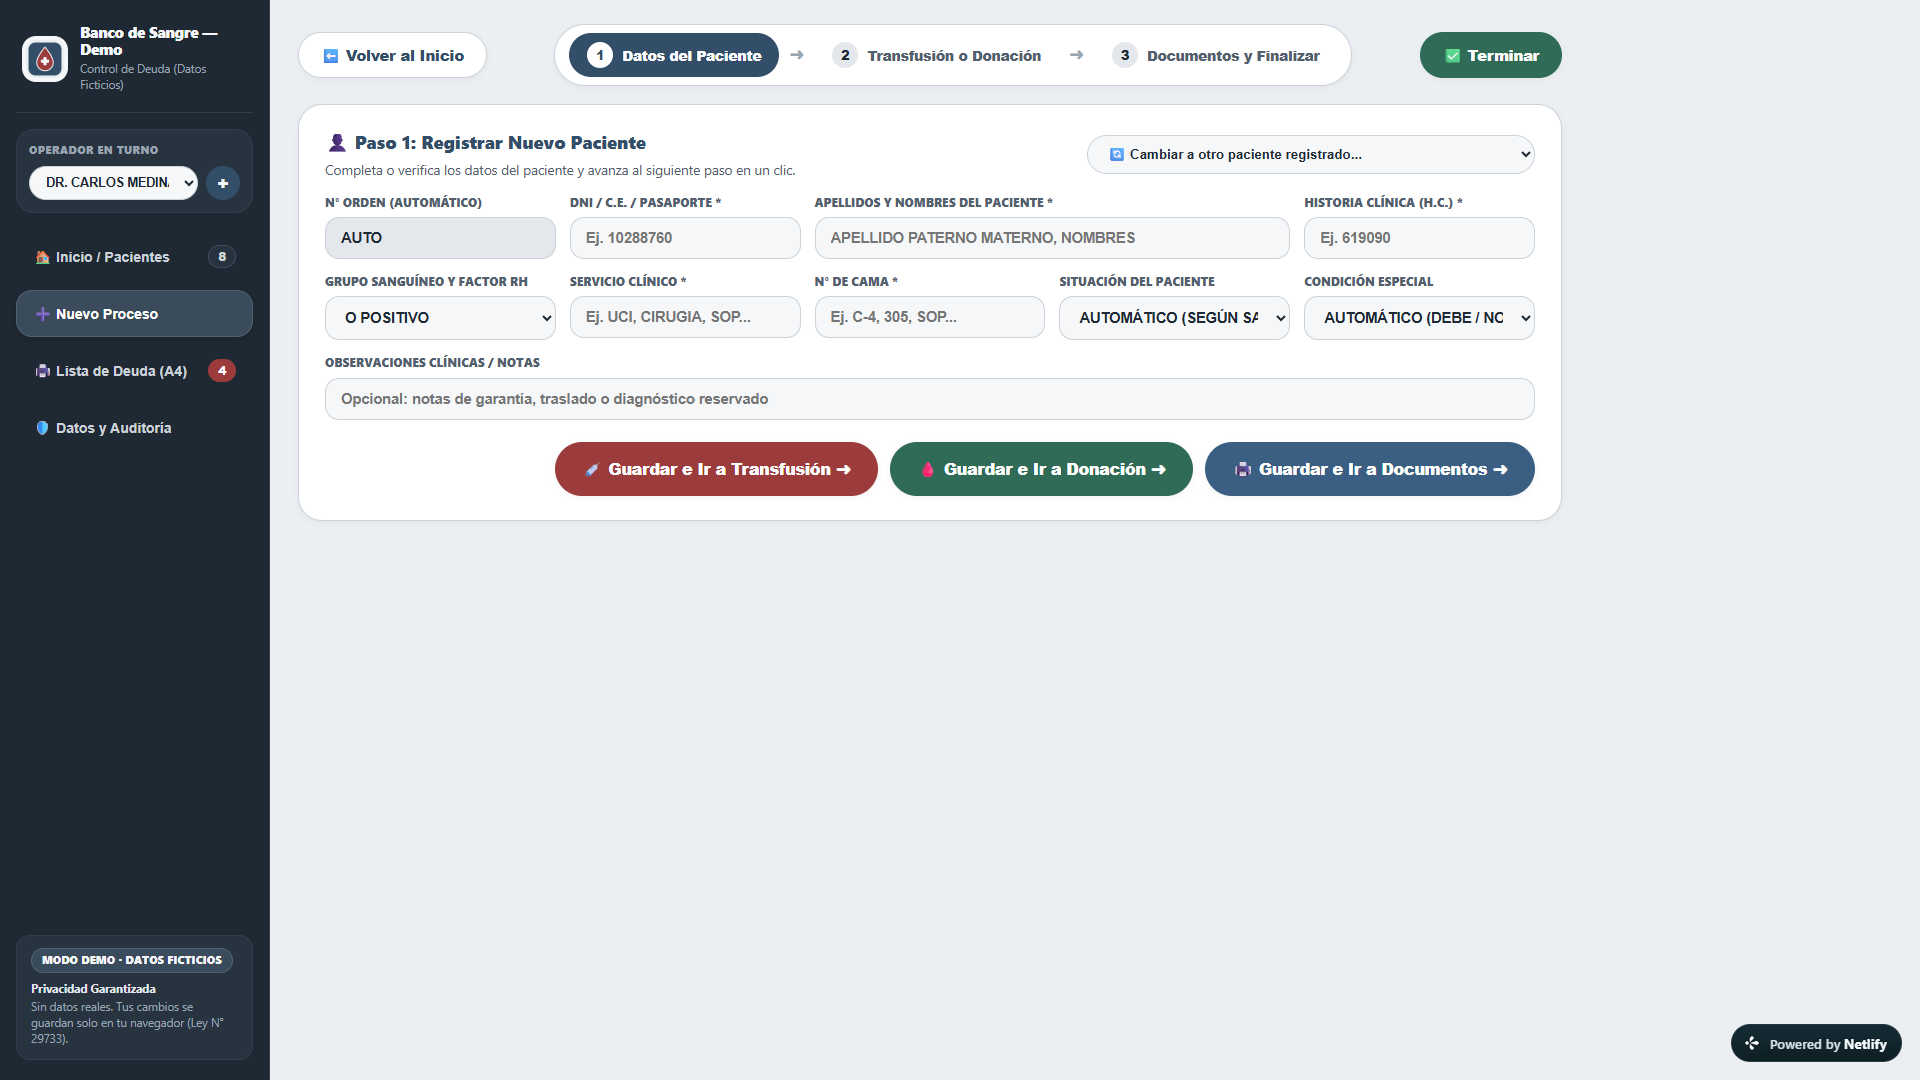 Banco de Sangre —
Demo
Control de Deuda (Datos
Ficticios)
OPERADOR EN TURNO
DR. CARLOS MEDIN
+
Inicio / Pacientes
8
Nuevo Proceso
Lista de Deuda (A4)
4
Datos y Auditoría
MODO DEMO - DATOS FICTICIOS
Privacidad Garantizada
Sin datos reales. Tus cambios se
guardan solo en tu navegador (Ley N°
29733).
Volver al Inicio
1 Datos del Paciente ➜ 2 Transfusión o Donación ➜ 3 Documentos y Finalizar
Terminar
Paso 1: Registrar Nuevo Paciente
Completa o verifica los datos del paciente y avanza al siguiente paso en un clic.
Cambiar a otro paciente registrado...
N° ORDEN (AUTOMÁTICO)
AUTO
DNI / C.E. / PASAPORTE *
Ej. 10288760
APELLIDOS Y NOMBRES DEL PACIENTE *
APELLIDO PATERNO MATERNO, NOMBRES
HISTORIA CLÍNICA (H.C.) *
Ej. 619090
GRUPO SANGUÍNEO Y FACTOR RH
O POSITIVO
SERVICIO CLÍNICO *
Ej. UCI, CIRUGIA, SOP...
N° DE CAMA *
Ej. C-4, 305, SOP...
SITUACIÓN DEL PACIENTE
AUTOMÁTICO (SEGÚN SA
CONDICIÓN ESPECIAL
AUTOMÁTICO (DEBE / NO
OBSERVACIONES CLÍNICAS / NOTAS
Opcional: notas de garantía, traslado o diagnóstico reservado
Guardar e Ir a Transfusión ➜
Guardar e Ir a Donación ➜
Guardar e Ir a Documentos ➜
Powered by Netlify